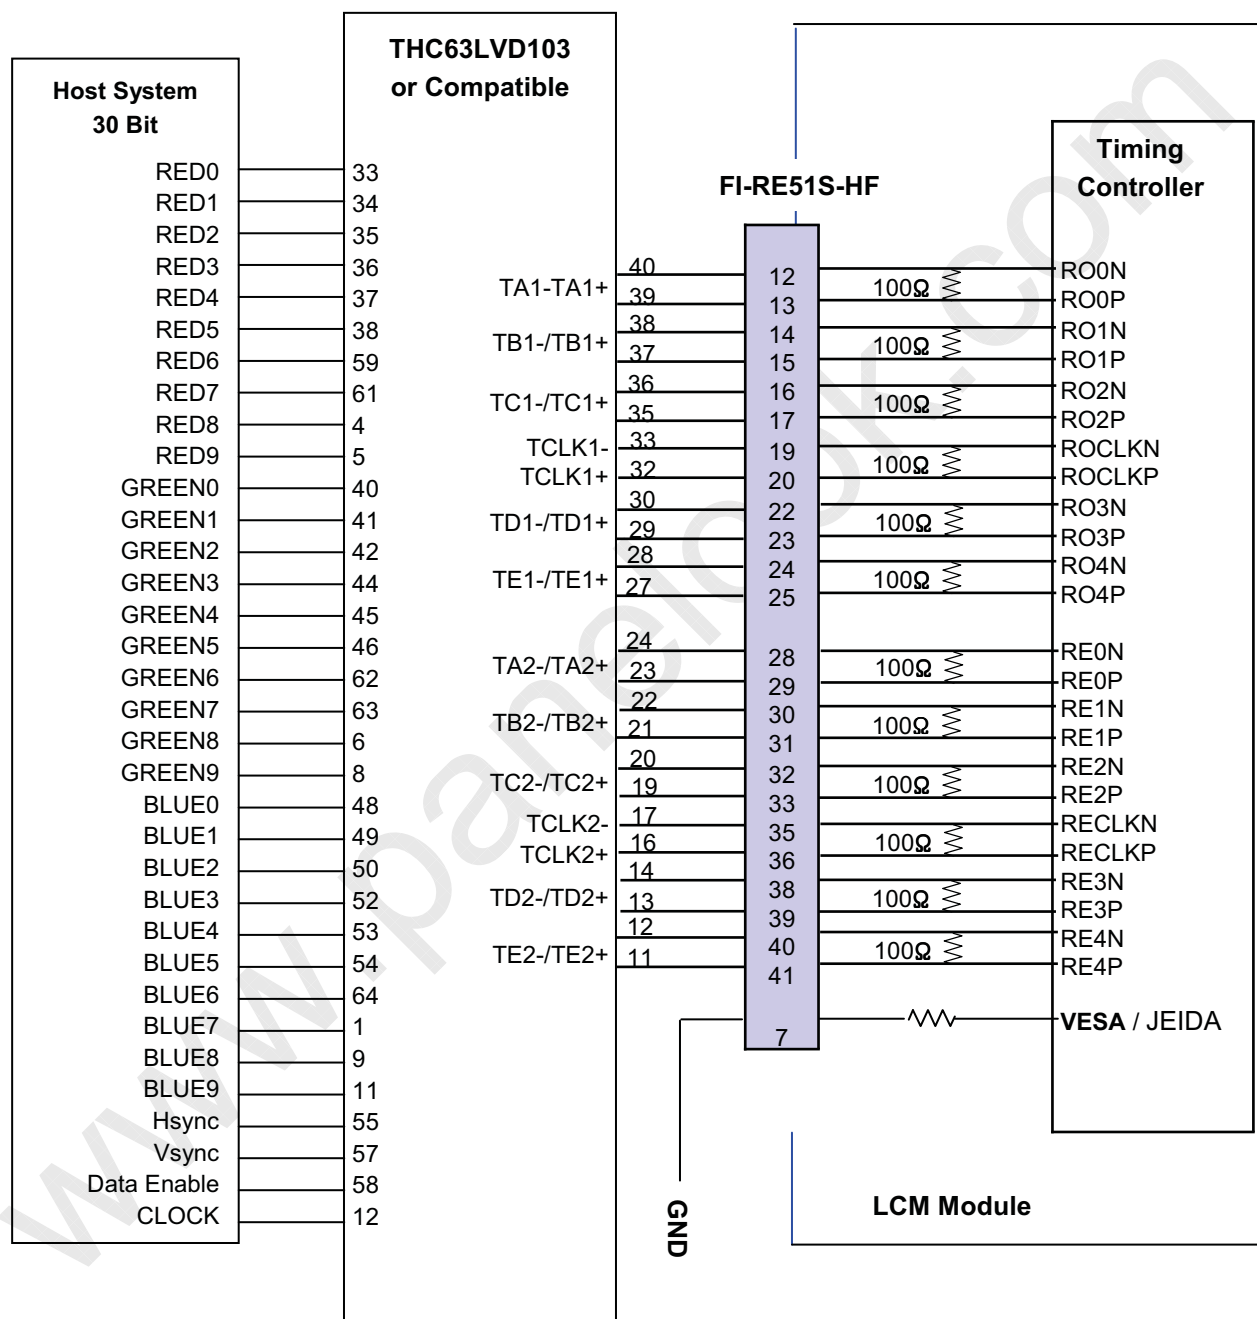 THC63LVD103
or Compatible
Host System
30 Bit
RED0 33
RED1 34
RED2 35
RED3 36
RED4 37
RED5 38
RED6 59
RED7 61
RED8 4
RED9 5
GREEN0 40
GREEN1 41
GREEN2 42
GREEN3 44
GREEN4 45
GREEN5 46
GREEN6 62
GREEN7 63
GREEN8 6
GREEN9 8
BLUE0 48
BLUE1 49
BLUE2 50
BLUE3 52
BLUE4 53
BLUE5 54
BLUE6 64
BLUE7 1
BLUE8 9
BLUE9 11
Hsync 55
Vsync 57
Data Enable 58
CLOCK 12
TA1-TA1+ 40
39
TB1-/TB1+ 38
37
TC1-/TC1+ 36
35
TCLK1- 33
TCLK1+ 32
TD1-/TD1+ 30
29
TE1-/TE1+ 28
27
TA2-/TA2+ 24
23
TB2-/TB2+ 22
21
TC2-/TC2+ 20
19
TCLK2- 17
TCLK2+ 16
TD2-/TD2+ 14
13
TE2-/TE2+ 12
11
GND
FI-RE51S-HF
12
13
14
15
16
17
19
20
22
23
24
25
28
29
30
31
32
33
35
36
38
39
40
41
7
100Ω
100Ω
100Ω
100Ω
100Ω
100Ω
100Ω
100Ω
100Ω
100Ω
100Ω
100Ω
Timing
Controller
RO0N
RO0P
RO1N
RO1P
RO2N
RO2P
ROCLKN
ROCLKP
RO3N
RO3P
RO4N
RO4P
RE0N
RE0P
RE1N
RE1P
RE2N
RE2P
RECLKN
RECLKP
RE3N
RE3P
RE4N
RE4P
VESA / JEIDA
LCM Module
www.panelook.com